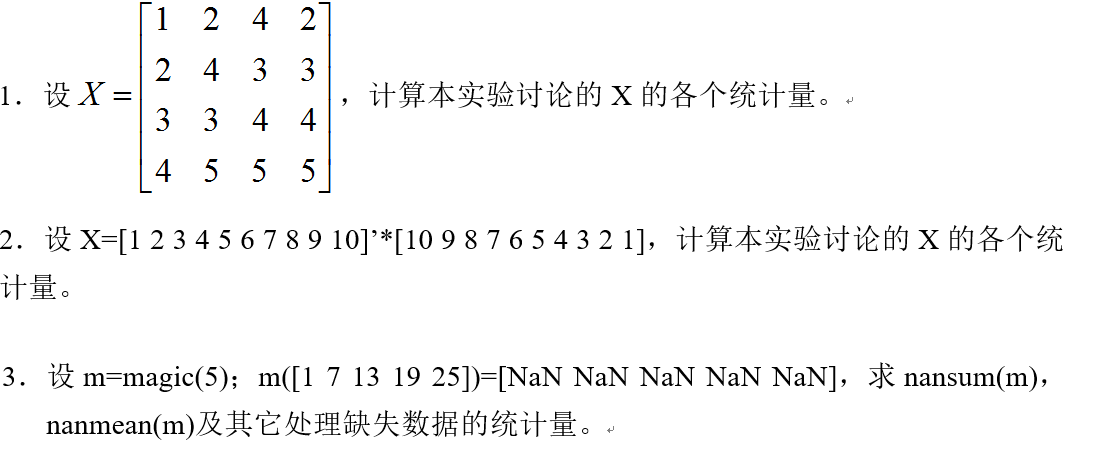 1 2 4 2
2 4 3 3
1．设 X = ，计算本实验讨论的 X 的各个统计量。
3 3 4 4
4 5 5 5
2．设 X=[1 2 3 4 5 6 7 8 9 10]’*[10 9 8 7 6 5 4 3 2 1]，计算本实验讨论的 X 的各个统
计量。
3．设 m=magic(5)；m([1 7 13 19 25])=[NaN NaN NaN NaN NaN]，求 nansum(m)，
nanmean(m)及其它处理缺失数据的统计量。